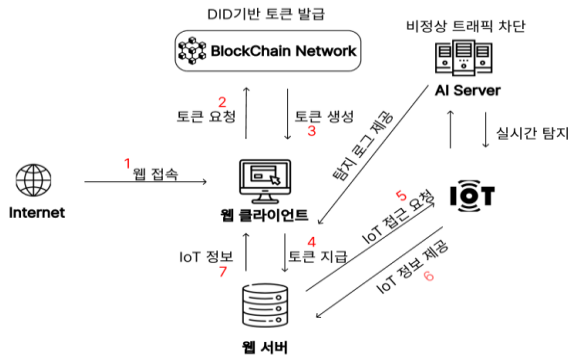 DID기반 토큰 발급
BlockChain Network
비정상 트래픽 차단
AI Server
2
토큰 요청
토큰 생성
3
탐지 로그 제공
실시간 탐지
1
웹 접속
Internet
웹 클라이언트
5
IoT 접근 요청
IOT
IoT 정보
7
4
토큰 지급
IoT 정보 제공
6
웹 서버